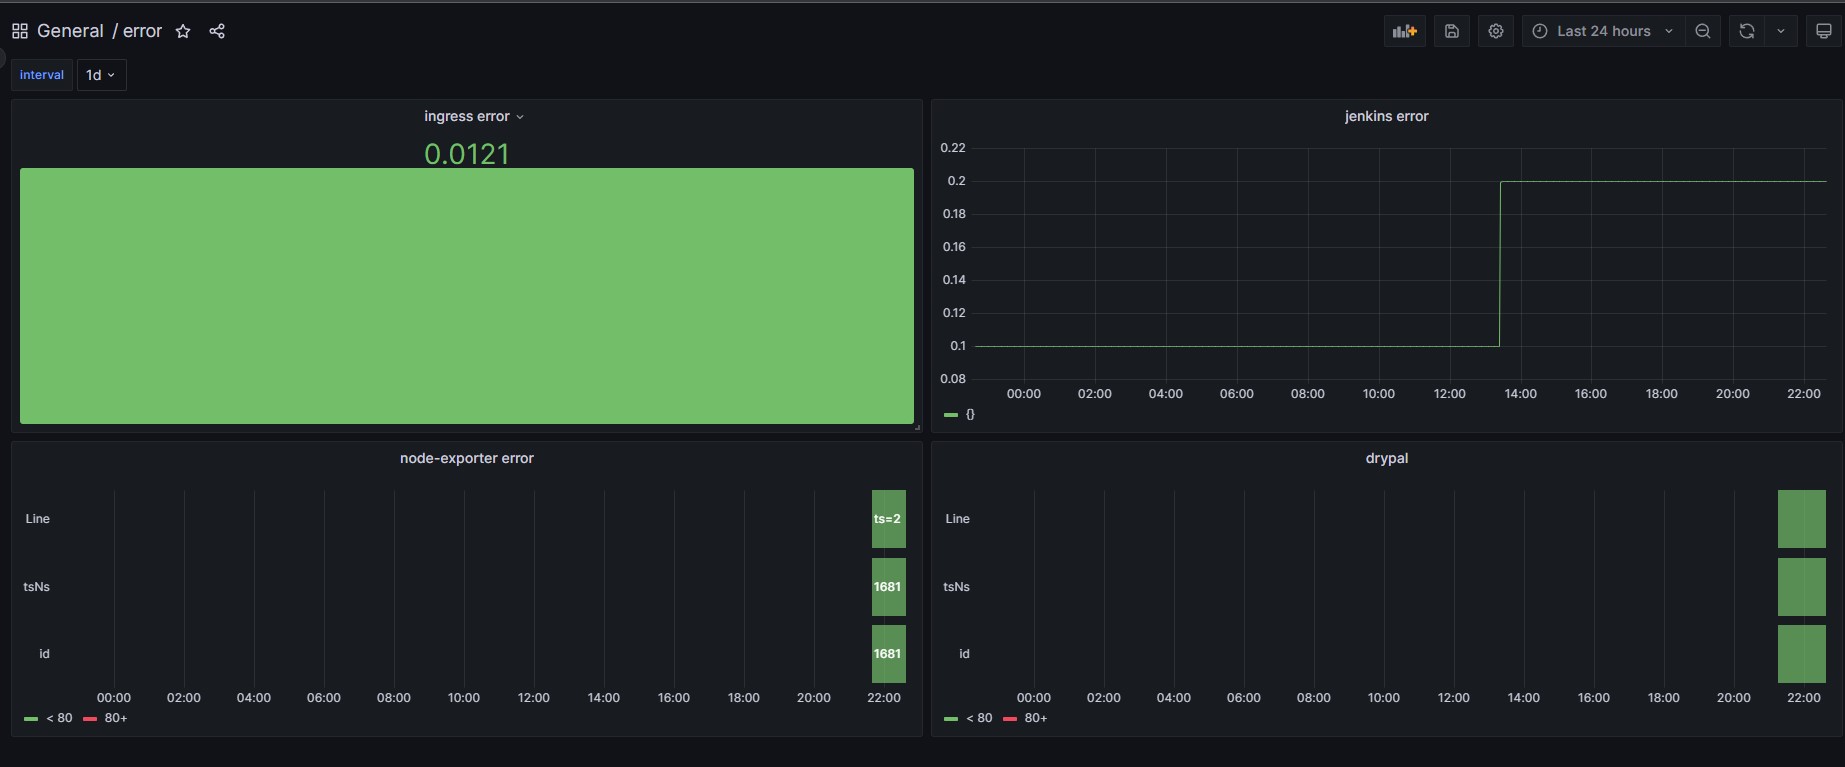 General / error
Last 24 hours
interval 1d
ingress error
0.0121
jenkins error
0.22
0.2
0.18
0.16
0.14
0.12
0.1
0.08
00:00 02:00 04:00 06:00 08:00 10:00 12:00 14:00 16:00 18:00 20:00 22:00
{}
node-exporter error
Line ts=2
tsNs 1681
id 1681
00:00 02:00 04:00 06:00 08:00 10:00 12:00 14:00 16:00 18:00 20:00 22:00
< 80 80+
drypal
Line
tsNs
id
00:00 02:00 04:00 06:00 08:00 10:00 12:00 14:00 16:00 18:00 20:00 22:00
< 80 80+